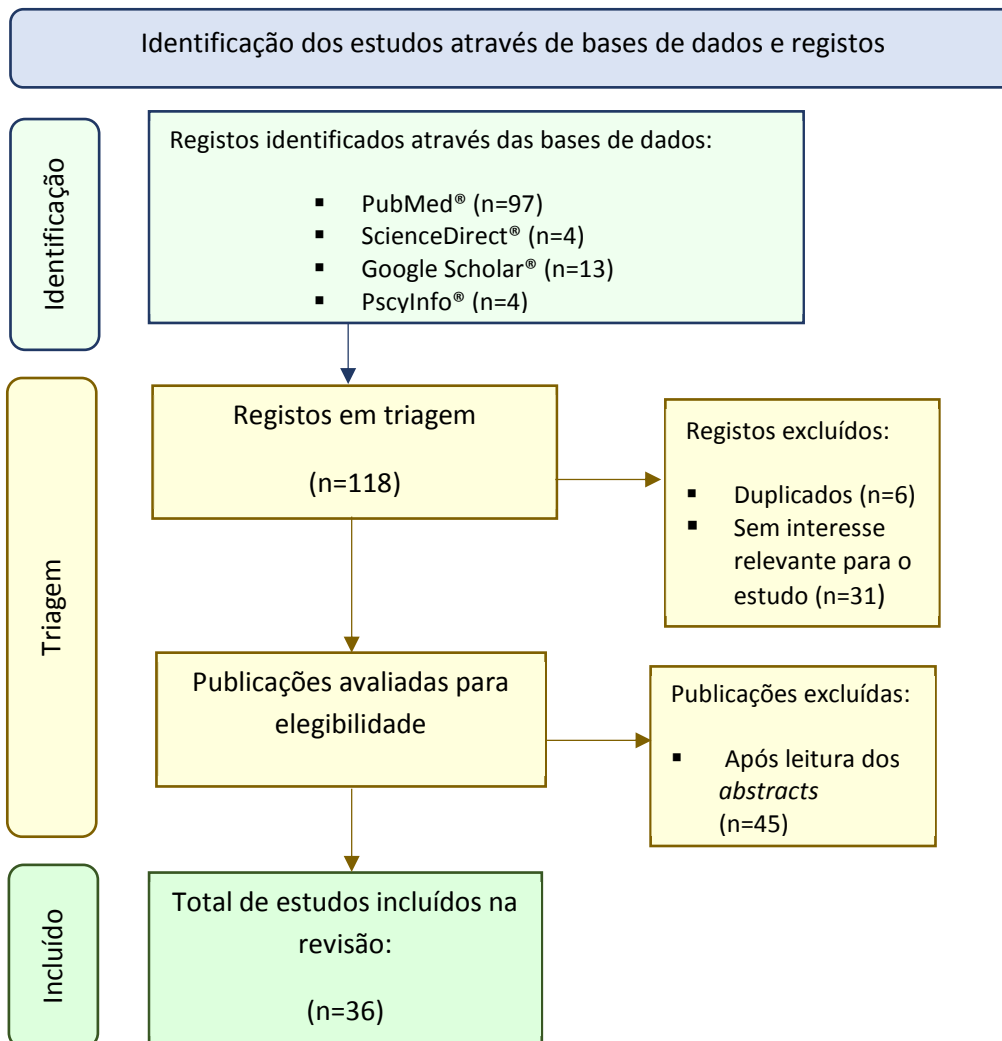 Identificação dos estudos através de bases de dados e registos
Identificação
Registos identificados através das bases de dados:
▪ PubMed® (n=97)
▪ ScienceDirect® (n=4)
▪ Google Scholar® (n=13)
▪ PscyInfo® (n=4)
Triagem
Registos em triagem
(n=118)
Registos excluídos:
▪ Duplicados (n=6)
▪ Sem interesse
relevante para o
estudo (n=31)
Publicações avaliadas para
elegibilidade
Publicações excluídas:
▪ Após leitura dos
abstracts
(n=45)
Incluído
Total de estudos incluídos na
revisão:
(n=36)